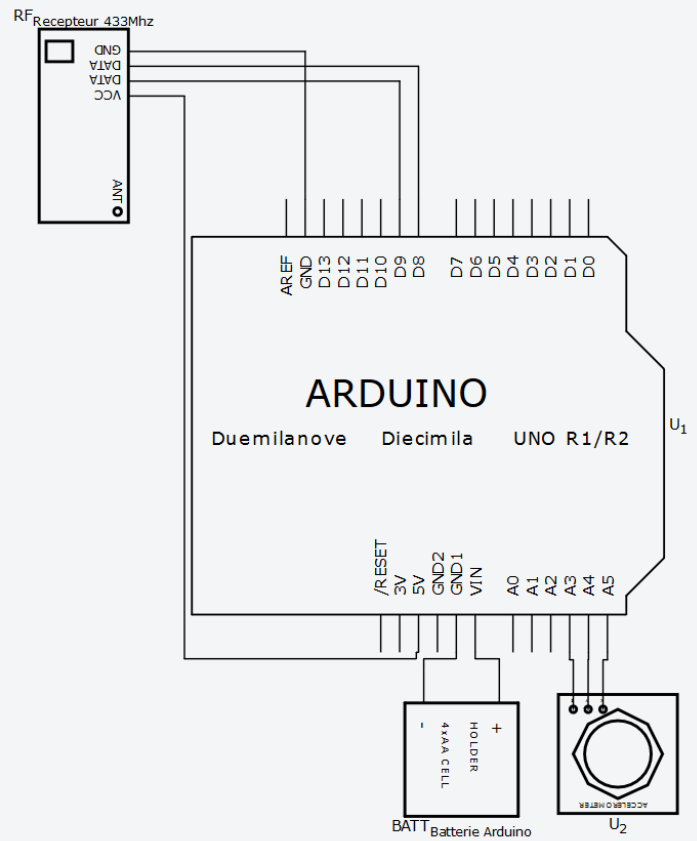 RF Recepteur 433Mhz
GND
DATA
DATA
VCC
ANT
AREF
GND
D13
D12
D11
D10
D9
D8
D7
D6
D5
D4
D3
D2
D1
D0
ARDUINO
Duemilanove Diecimila UNO R1/R2
U1
/RESET
3V
5V
GND2
GND1
VIN
A0
A1
A2
A3
A4
A5
-
4xAA CELL
HOLDER
+
BATT Batterie Arduino
ACCELEROMETER
U2